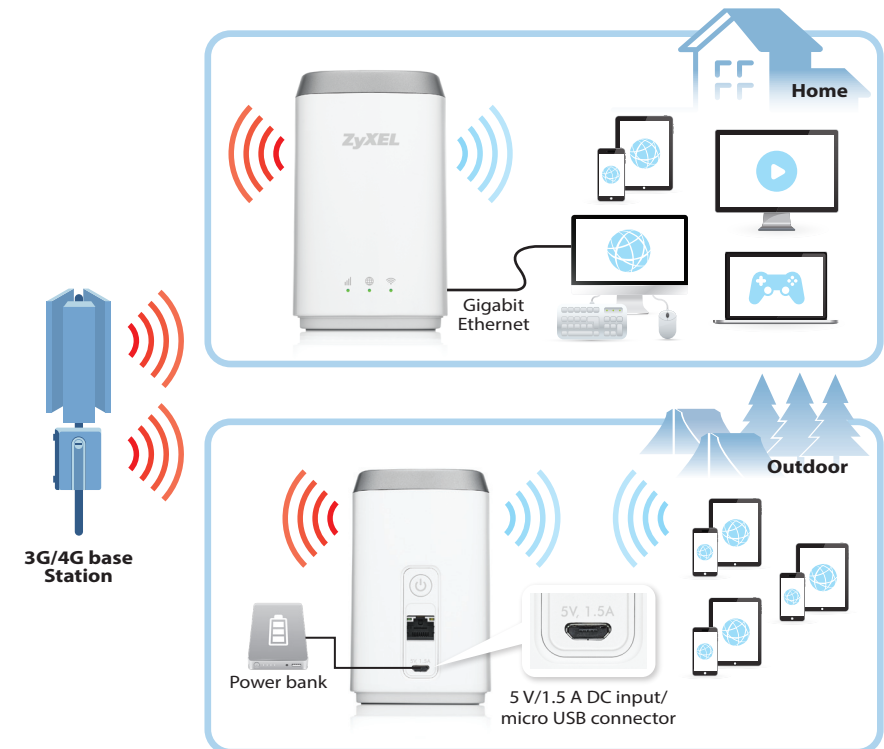 Home
ZyXEL
Gigabit
Ethernet
3G/4G base
Station
Outdoor
5V, 1.5A
Power bank
5 V/1.5 A DC input/
micro USB connector